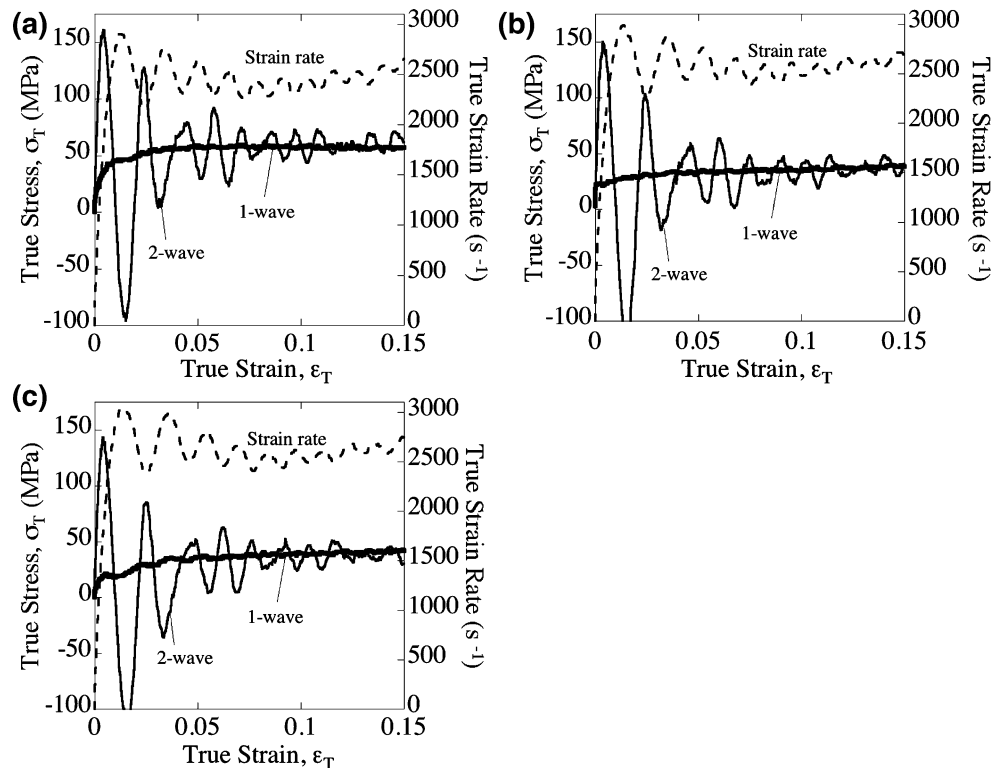 (a)
True Stress, σT (MPa)
150
100
50
0
-50
-100
0
0.05
0.1
0.15
True Strain, εT
3000
2500
2000
1500
1000
500
0
True Strain Rate (s-1)
Strain rate
1-wave
2-wave
(b)
True Stress, σT (MPa)
150
100
50
0
-50
-100
0
0.05
0.1
0.15
True Strain, εT
3000
2500
2000
1500
1000
500
0
True Strain Rate (s-1)
Strain rate
1-wave
2-wave
(c)
True Stress, σT (MPa)
150
100
50
0
-50
-100
0
0.05
0.1
0.15
True Strain, εT
3000
2500
2000
1500
1000
500
0
True Strain Rate (s-1)
Strain rate
1-wave
2-wave